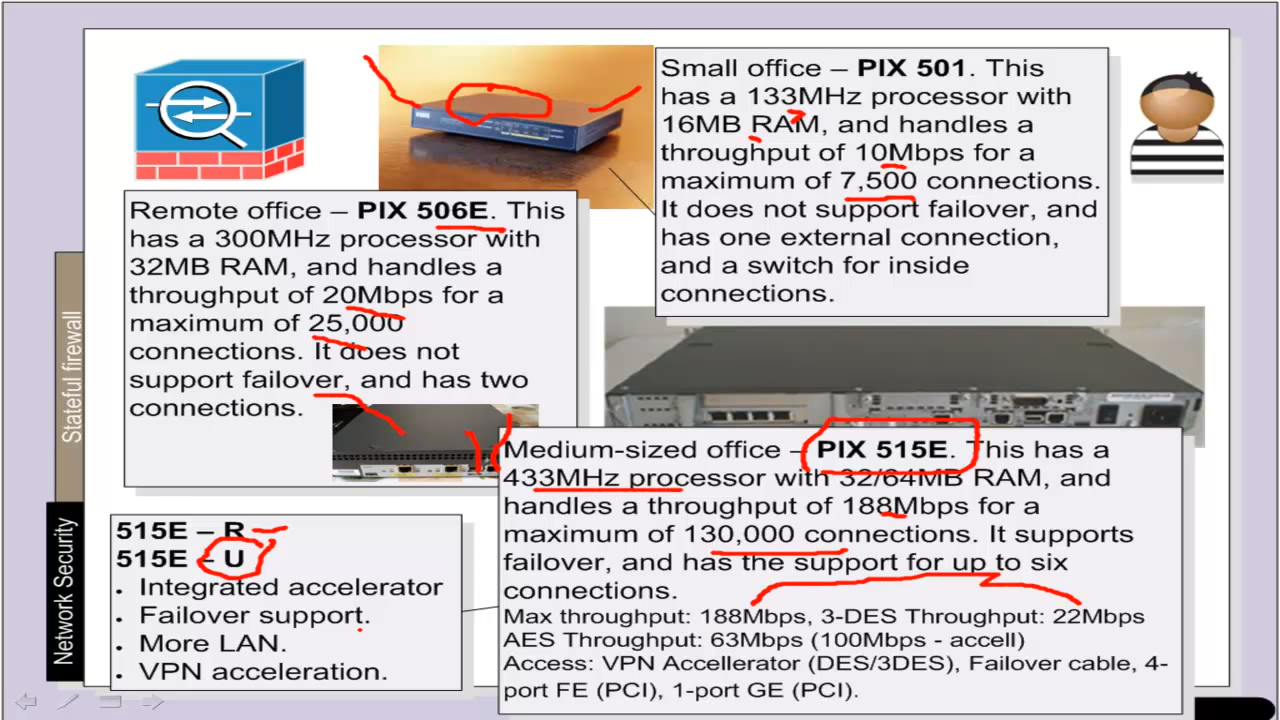 Small office – PIX 501. This
has a 133MHz processor with
16MB RAM, and handles a
throughput of 10Mbps for a
maximum of 7,500 connections.
It does not support failover, and
has one external connection,
and a switch for inside
connections.
Remote office – PIX 506E. This
has a 300MHz processor with
32MB RAM, and handles a
throughput of 20Mbps for a
maximum of 25,000
connections. It does not
support failover, and has two
connections.
Medium-sized office – PIX 515E. This has a
433MHz processor with 32/64MB RAM, and
handles a throughput of 188Mbps for a
maximum of 130,000 connections. It supports
failover, and has the support for up to six
connections.
Max throughput: 188Mbps, 3-DES Throughput: 22Mbps
AES Throughput: 63Mbps (100Mbps - accell)
Access: VPN Accellerator (DES/3DES), Failover cable, 4-
port FE (PCI), 1-port GE (PCI).
515E – R
515E – U
• Integrated accelerator
• Failover support.
• More LAN.
• VPN acceleration.
Stateful firewall
Network Security